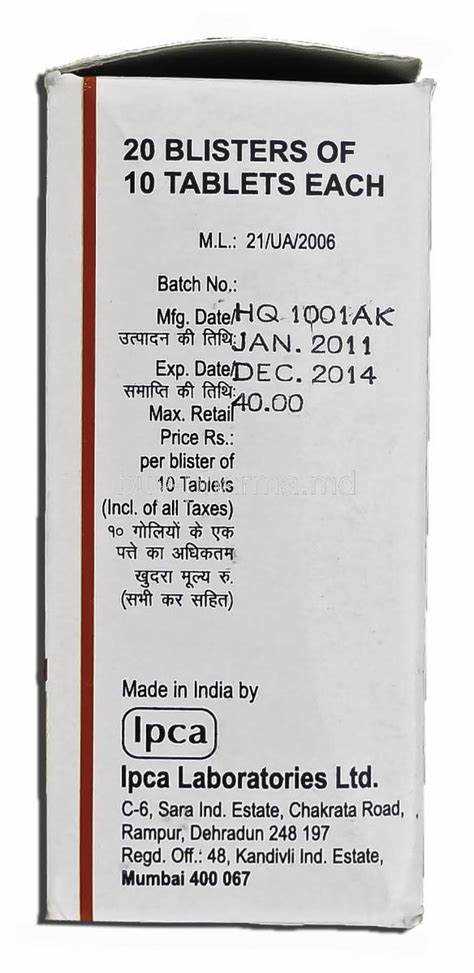 20 BLISTERS OF
10 TABLETS EACH
M.L.: 21/UA/2006
Batch No.:
Mfg. Date/ HQ 1001AK
उत्पादन की तिथि: JAN. 2011
Exp. Date/ DEC. 2014
समाप्ति की तिथि: 40.00
Max. Retail
Price Rs.:
per blister of
10 Tablets
(Incl. of all Taxes)
१० गोलियों के एक
पत्ते का अधिकतम
खुदरा मूल्य रु.
(सभी कर सहित)
Made in India by
Ipca
Ipca Laboratories Ltd.
C-6, Sara Ind. Estate, Chakrata Road,
Rampur, Dehradun 248 197
Regd. Off.: 48, Kandivli Ind. Estate,
Mumbai 400 067